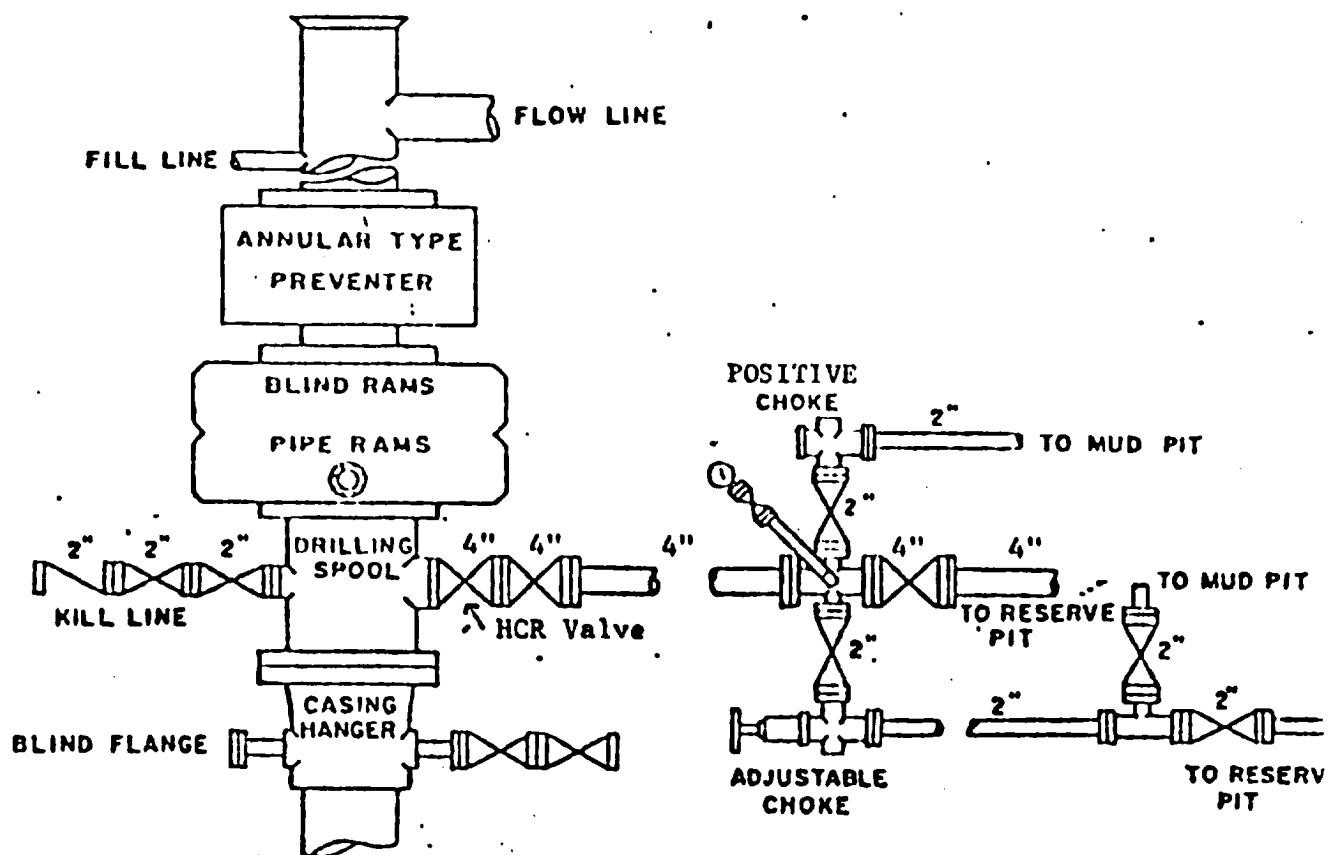 FLOW LINE
FILL LINE
ANNULAR TYPE
PREVENTER
BLIND RAMS
PIPE RAMS
POSITIVE
CHOKE
2"
TO MUD PIT
2"
2" 2" 2"
DRILLING
SPOOL
4" 4" 4"
4" 4"
KILL LINE
HCR Valve
TO RESERVE
PIT
TO MUD PIT
2"
2"
CASING
HANGER
2"
2"
BLIND FLANGE
ADJUSTABLE
CHOKE
TO RESERV
PIT